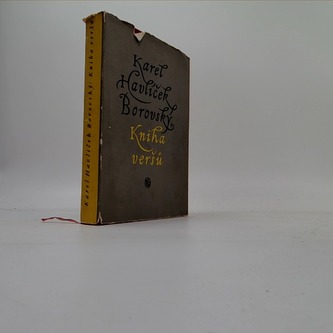 Karel
Havlíček
Borovský
Kniha
veršů
Karel Havlíček Borovský: Kniha veršů